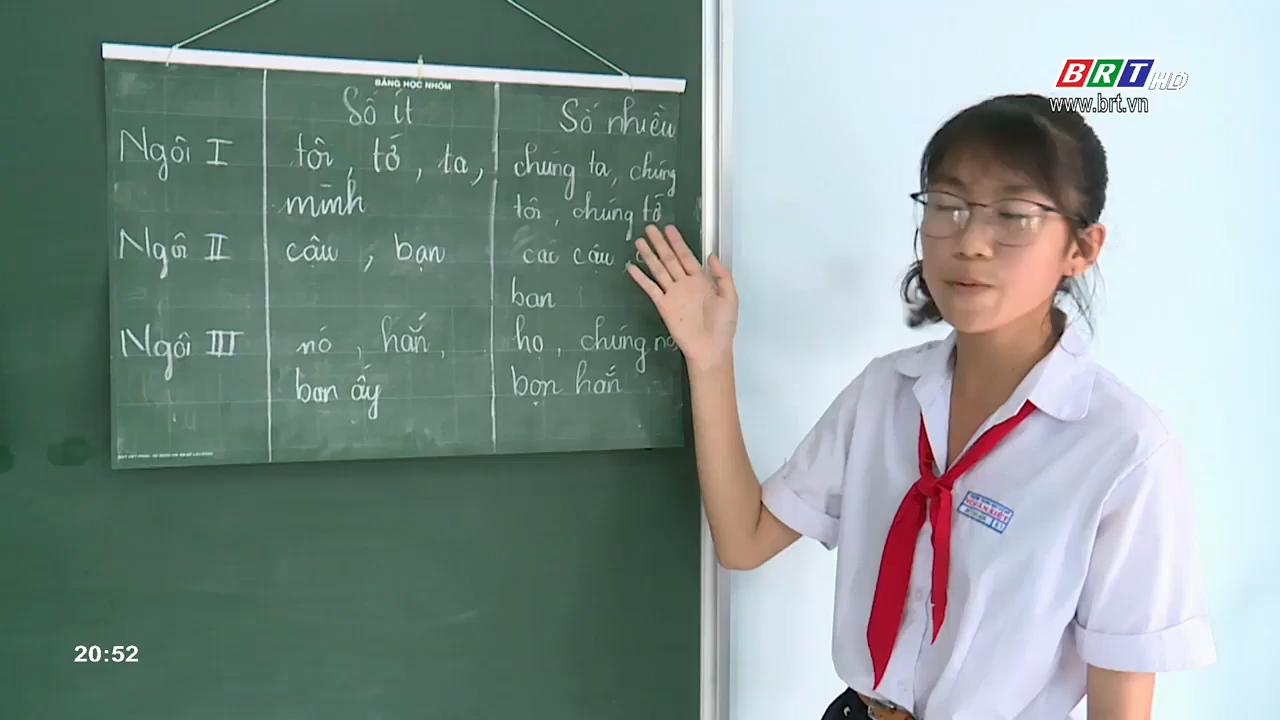 BRT HD
www.brt.vn
BẢNG HỌC NHÓM
Số ít
Số nhiều
Ngôi I
tôi, tớ, ta,
mình
chúng ta, chúng
tôi, chúng tớ
Ngôi II
cậu, bạn
các cậu
bạn
Ngôi III
nó, hắn,
bạn ấy
họ, chúng nó
bọn hắn
20:52